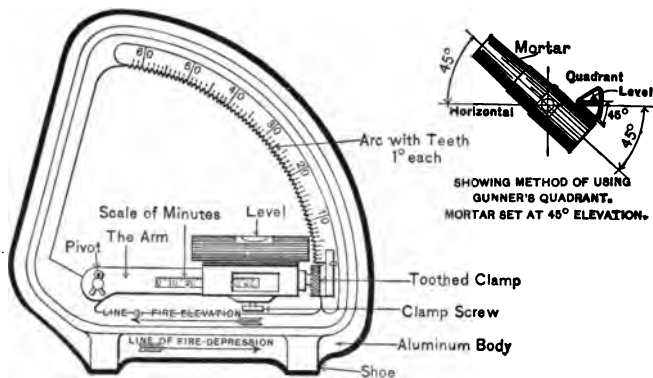 60
50
40
30
20
10
Arc with Teeth
1° each
Scale of Minutes
Level
The Arm
Pivot
Toothed Clamp
Clamp Screw
LINE OF FIRE ELEVATION
LINE OF FIRE-DEPRESSION
Aluminum Body
Shoe
45°
Mortar
Quadrant
Level
Horizontal
45°
45°
SHOWING METHOD OF USING
GUNNER'S QUADRANT.
MORTAR SET AT 45° ELEVATION.